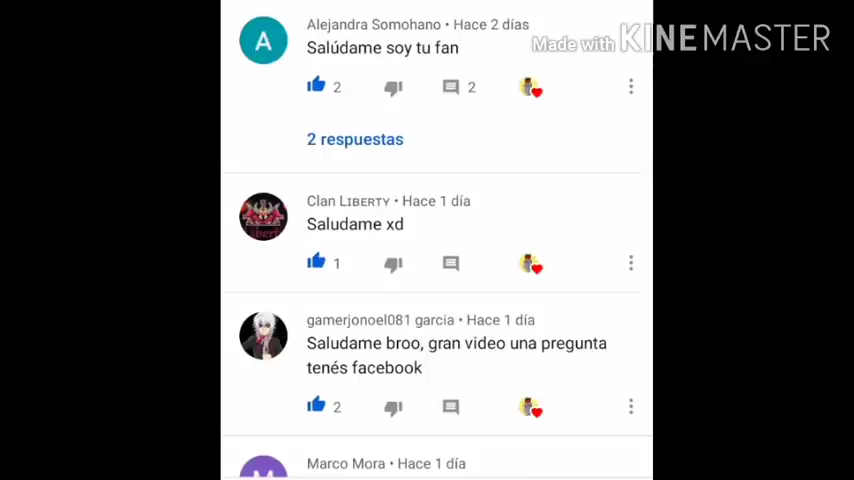 Alejandra Somohano • Hace 2 días
Salúdame soy tu fan
Made with KINEMASTER
2
2
2 respuestas
A
Clan Liberty • Hace 1 día
Saludame xd
1
gamerjonoel081 garcia • Hace 1 día
Saludame broo, gran video una pregunta
tenés facebook
2
Marco Mora • Hace 1 día
M